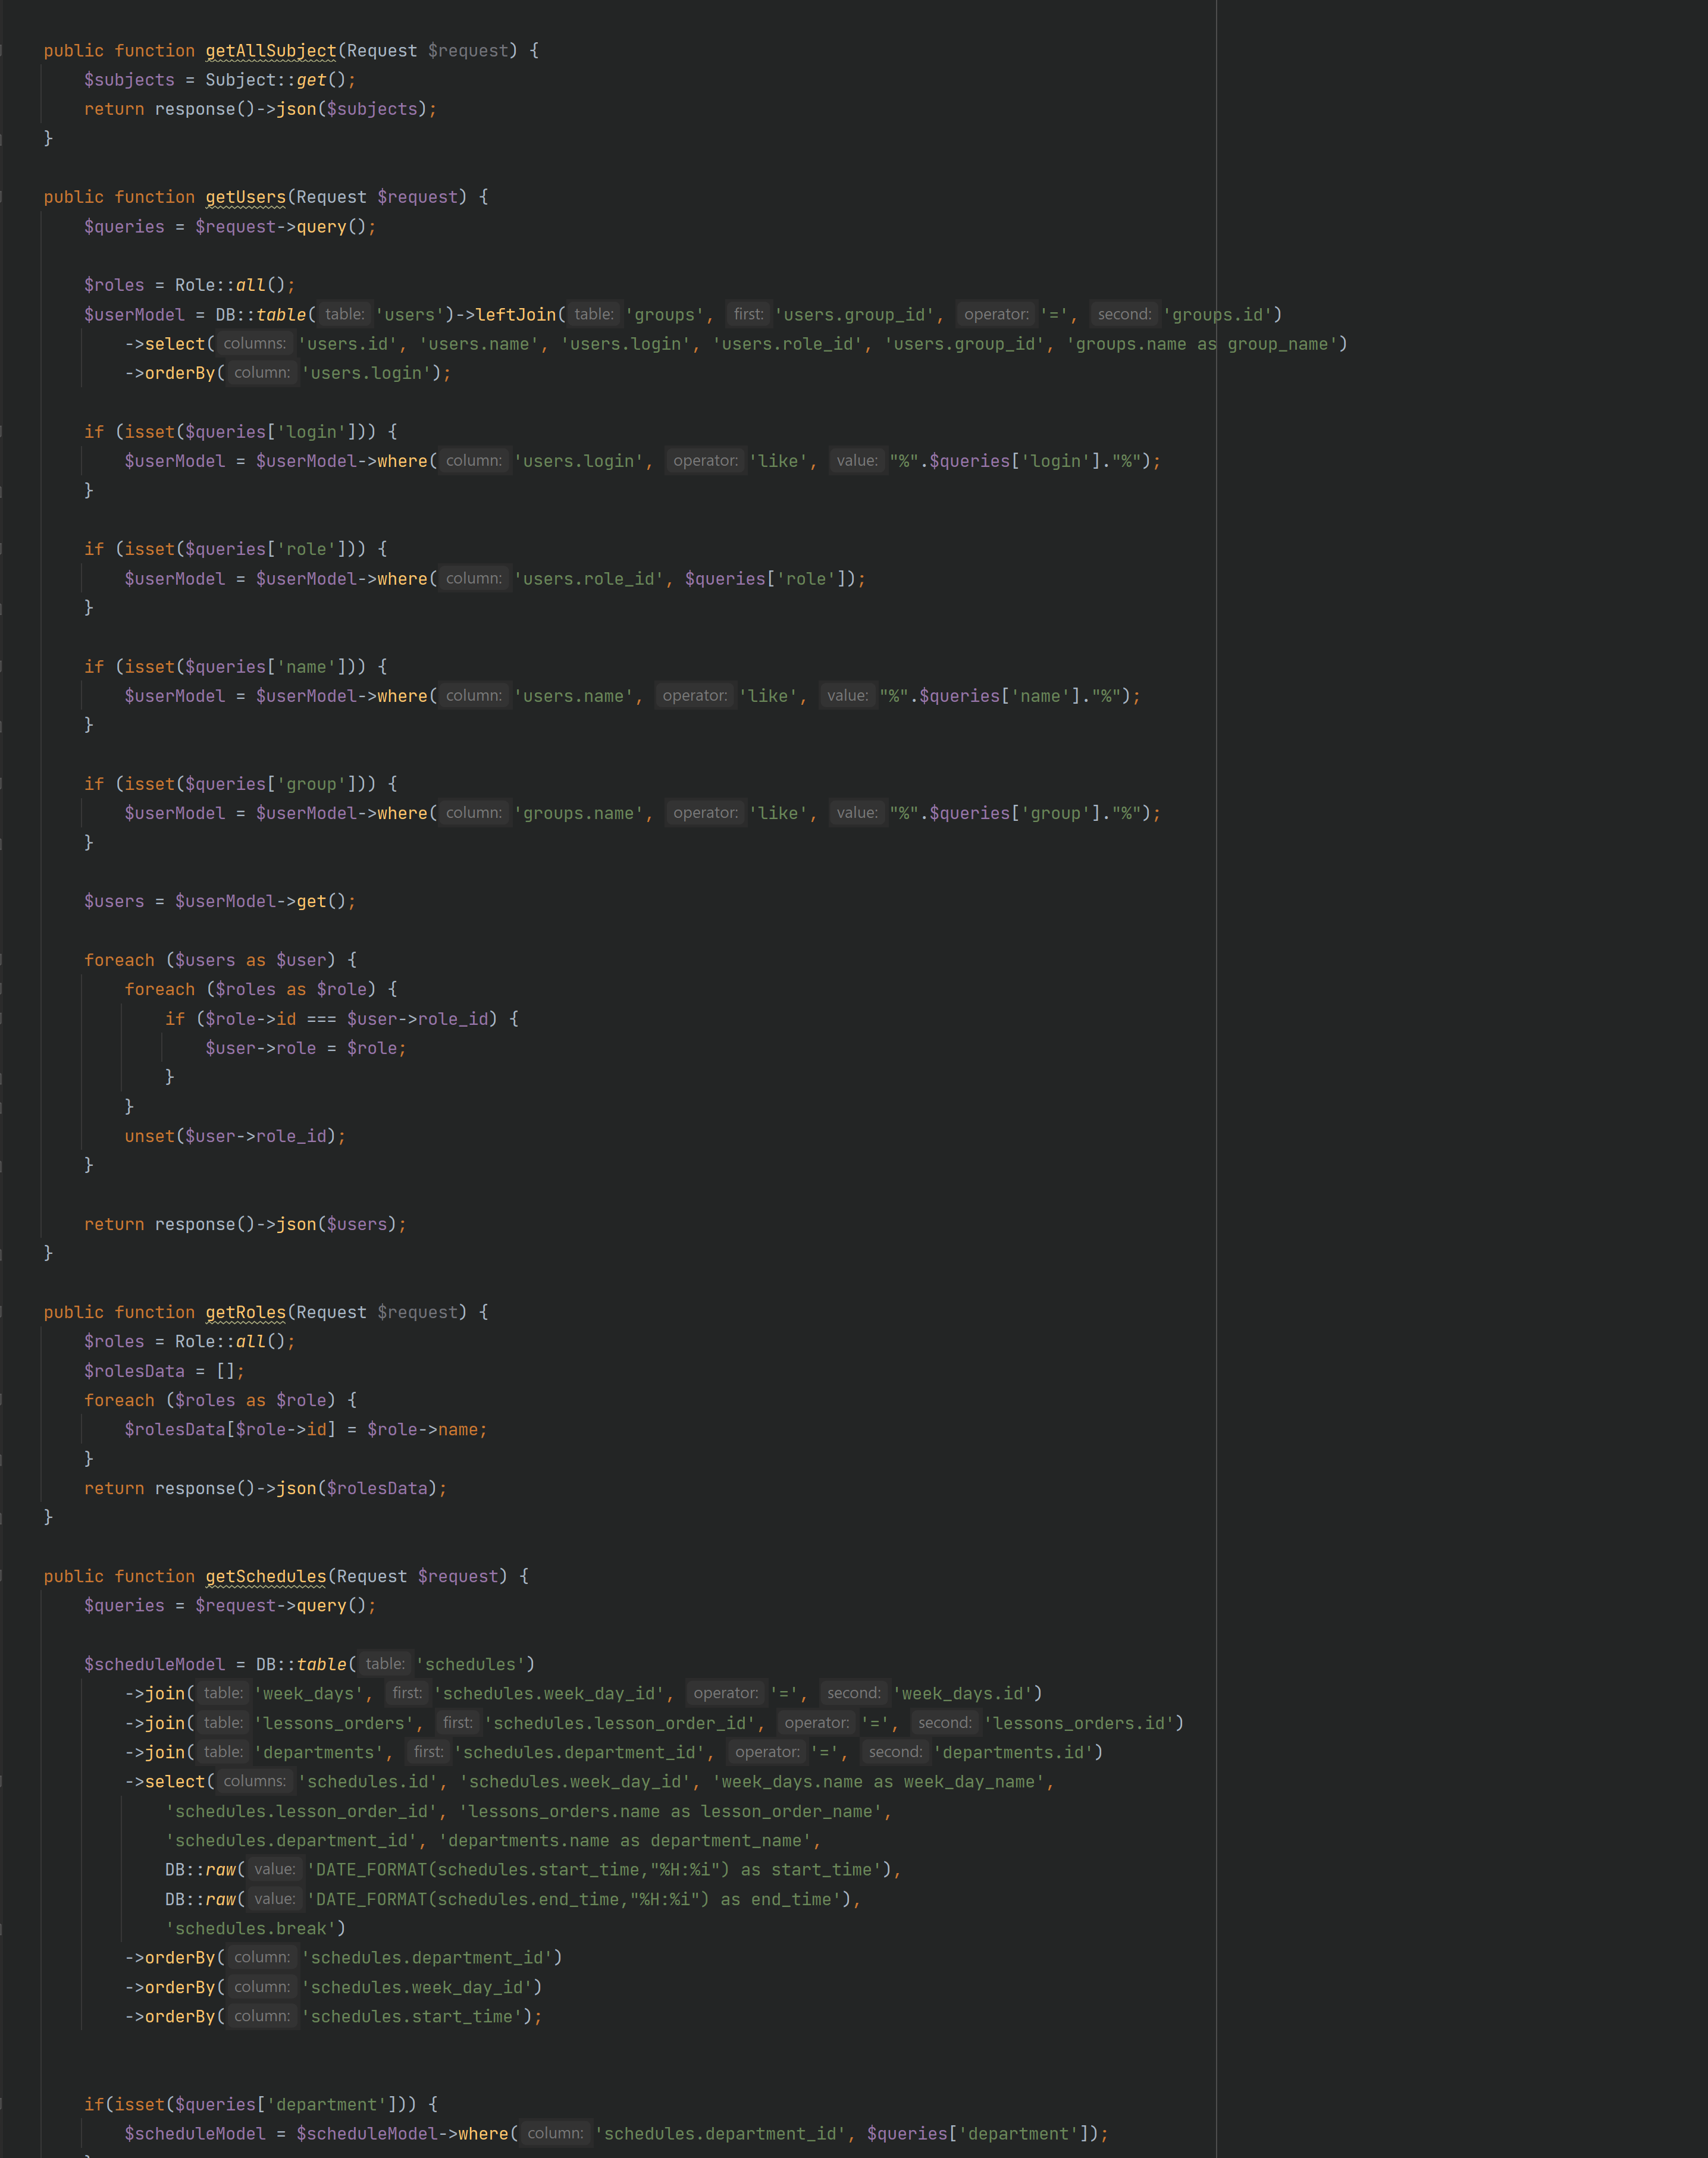 public function getAllSubject(Request $request) {
$subjects = Subject::get();
return response()->json($subjects);
}
public function getUsers(Request $request) {
$queries = $request->query();
$roles = Role::all();
$userModel = DB::table( table: 'users')->leftJoin( table: 'groups', first: 'users.group_id', operator: '=', second: 'groups.id')
->select( columns: 'users.id', 'users.name', 'users.login', 'users.role_id', 'users.group_id', 'groups.name as group_name')
->orderBy( column: 'users.login');
if (isset($queries['login'])) {
$userModel = $userModel->where( column: 'users.login', operator: 'like', value: "%".$queries['login']."%");
}
if (isset($queries['role'])) {
$userModel = $userModel->where( column: 'users.role_id', $queries['role']);
}
if (isset($queries['name'])) {
$userModel = $userModel->where( column: 'users.name', operator: 'like', value: "%".$queries['name']."%");
}
if (isset($queries['group'])) {
$userModel = $userModel->where( column: 'groups.name', operator: 'like', value: "%".$queries['group']."%");
}
$users = $userModel->get();
foreach ($users as $user) {
foreach ($roles as $role) {
if ($role->id === $user->role_id) {
$user->role = $role;
}
}
unset($user->role_id);
}
return response()->json($users);
}
public function getRoles(Request $request) {
$roles = Role::all();
$rolesData = [];
foreach ($roles as $role) {
$rolesData[$role->id] = $role->name;
}
return response()->json($rolesData);
}
public function getSchedules(Request $request) {
$queries = $request->query();
$scheduleModel = DB::table( table: 'schedules')
->join( table: 'week_days', first: 'schedules.week_day_id', operator: '=', second: 'week_days.id')
->join( table: 'lessons_orders', first: 'schedules.lesson_order_id', operator: '=', second: 'lessons_orders.id')
->join( table: 'departments', first: 'schedules.department_id', operator: '=', second: 'departments.id')
->select( columns: 'schedules.id', 'schedules.week_day_id', 'week_days.name as week_day_name',
'schedules.lesson_order_id', 'lessons_orders.name as lesson_order_name',
'schedules.department_id', 'departments.name as department_name',
DB::raw( value: 'DATE_FORMAT(schedules.start_time,"%H:%i") as start_time'),
DB::raw( value: 'DATE_FORMAT(schedules.end_time,"%H:%i") as end_time'),
'schedules.break')
->orderBy( column: 'schedules.department_id')
->orderBy( column: 'schedules.week_day_id')
->orderBy( column: 'schedules.start_time');
if(isset($queries['department'])) {
$scheduleModel = $scheduleModel->where( column: 'schedules.department_id', $queries['department']);
}